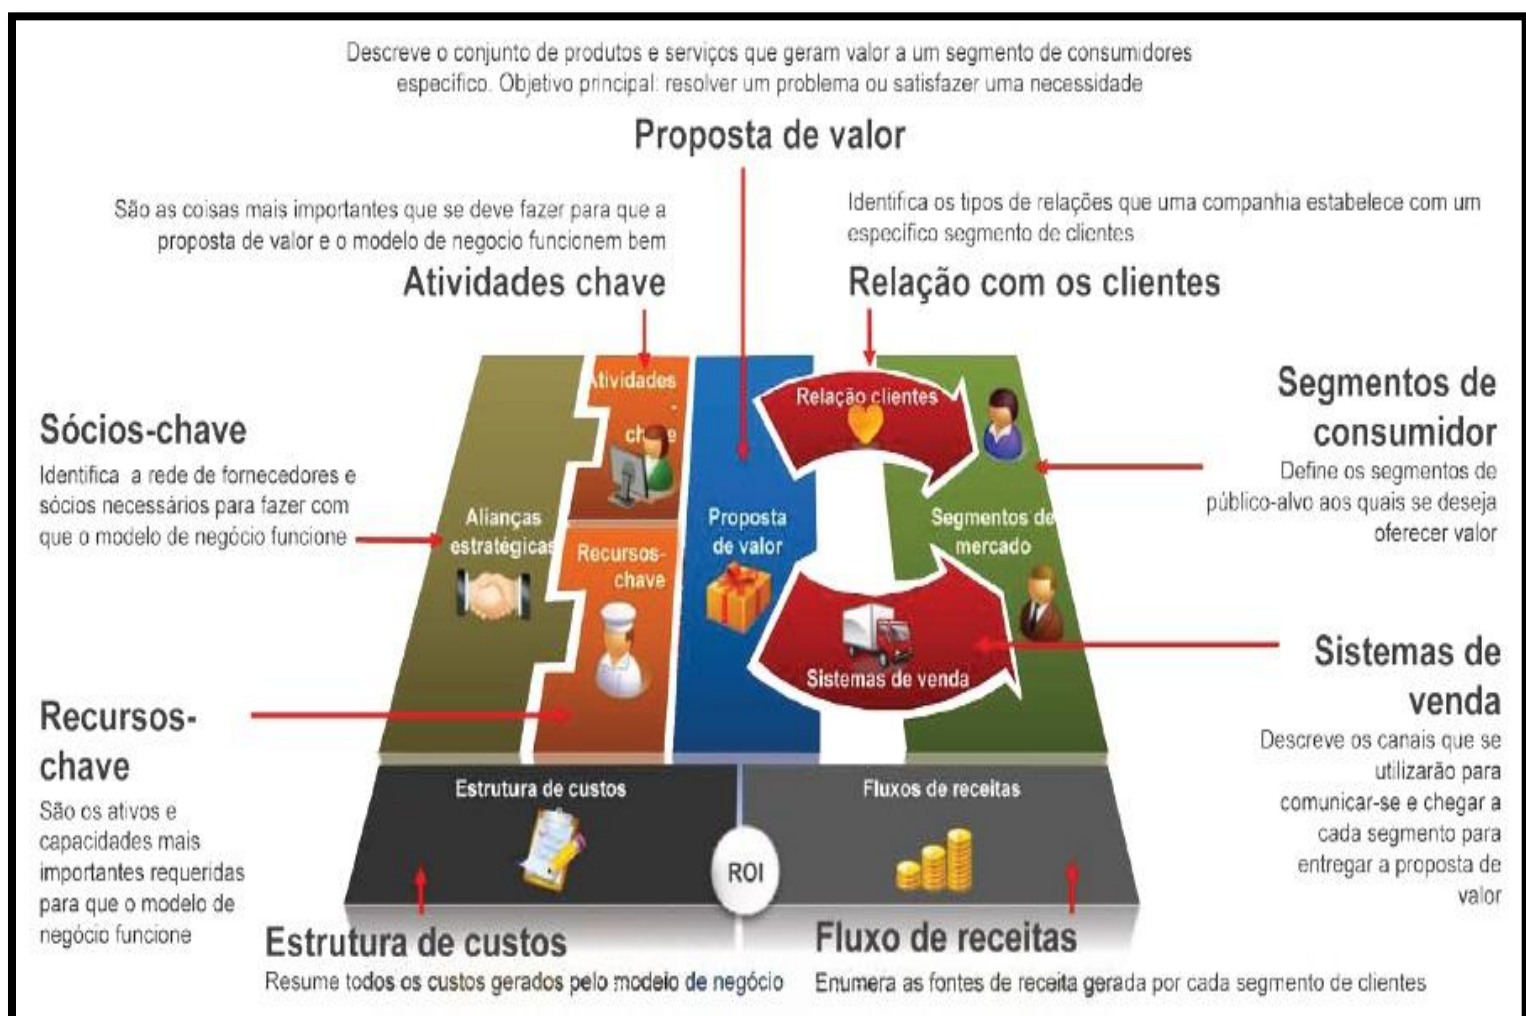 Descreve o conjunto de produtos e serviços que geram valor a um segmento de consumidores
específico. Objetivo principal: resolver um problema ou satisfazer uma necessidade
Proposta de valor
São as coisas mais importantes que se deve fazer para que a
proposta de valor e o modelo de negocio funcionem bem
Atividades chave
Identifica os tipos de relações que uma companhia estabelece com um
específico segmento de clientes
Relação com os clientes
Sócios-chave
Identifica a rede de fornecedores e
sócios necessários para fazer com
que o modelo de negócio funcione
Recursos-
chave
São os ativos e
capacidades mais
importantes requeridas
para que o modelo de
negócio funcione
Alianças
estratégicas
Atividades
-
chave
Recursos-
chave
Proposta
de valor
Relação clientes
Segmentos de
mercado
Sistemas de venda
Segmentos de
consumidor
Define os segmentos de
público-alvo aos quais se deseja
oferecer valor
Sistemas de
venda
Descreve os canais que se
utilizarão para
comunicar-se e chegar a
cada segmento para
entregar a proposta de
valor
Estrutura de custos
Fluxos de receitas
ROI
Estrutura de custos
Resume todos os custos gerados pelo modelo de negócio
Fluxo de receitas
Enumera as fontes de receita gerada por cada segmento de clientes